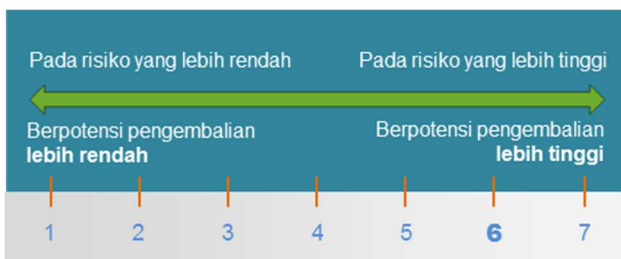 Pada risiko yang lebih rendah
Pada risiko yang lebih tinggi
Berpotensi pengembalian
lebih rendah
Berpotensi pengembalian
lebih tinggi
1 2 3 4 5 6 7